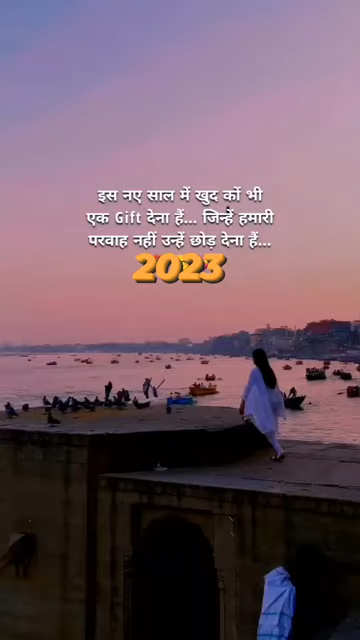 इस नए साल में खुद कों भी
एक Gift देना हैं... जिन्हें हमारी
परवाह नहीं उन्हें छोड़ देना हैं...
2023